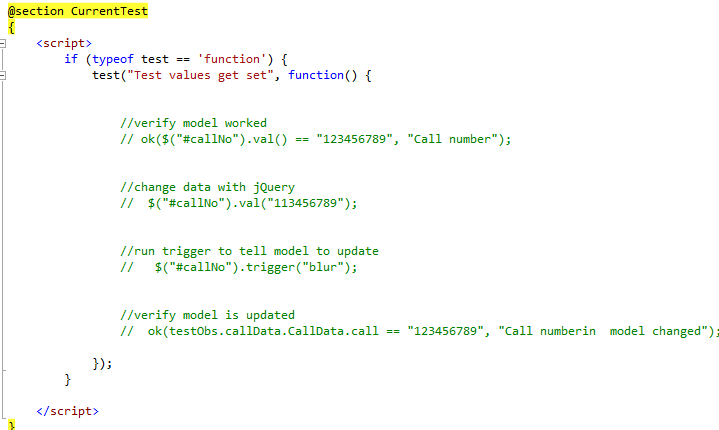 @section CurrentTest
{
<script>
if (typeof test == 'function') {
test("Test values get set", function() {
//verify model worked
// ok($("#callNo").val() == "123456789", "Call number");
//change data with jQuery
//  $("#callNo").val("113456789");
//run trigger to tell model to update
//   $("#callNo").trigger("blur");
//verify model is updated
//  ok(testObs.callData.CallData.call == "123456789", "Call numberin  model changed");
});
}
</script>
}